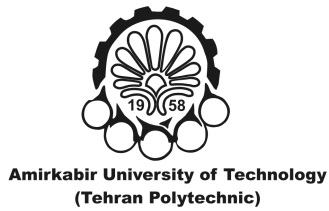 19 58
Amirkabir University of Technology
(Tehran Polytechnic)